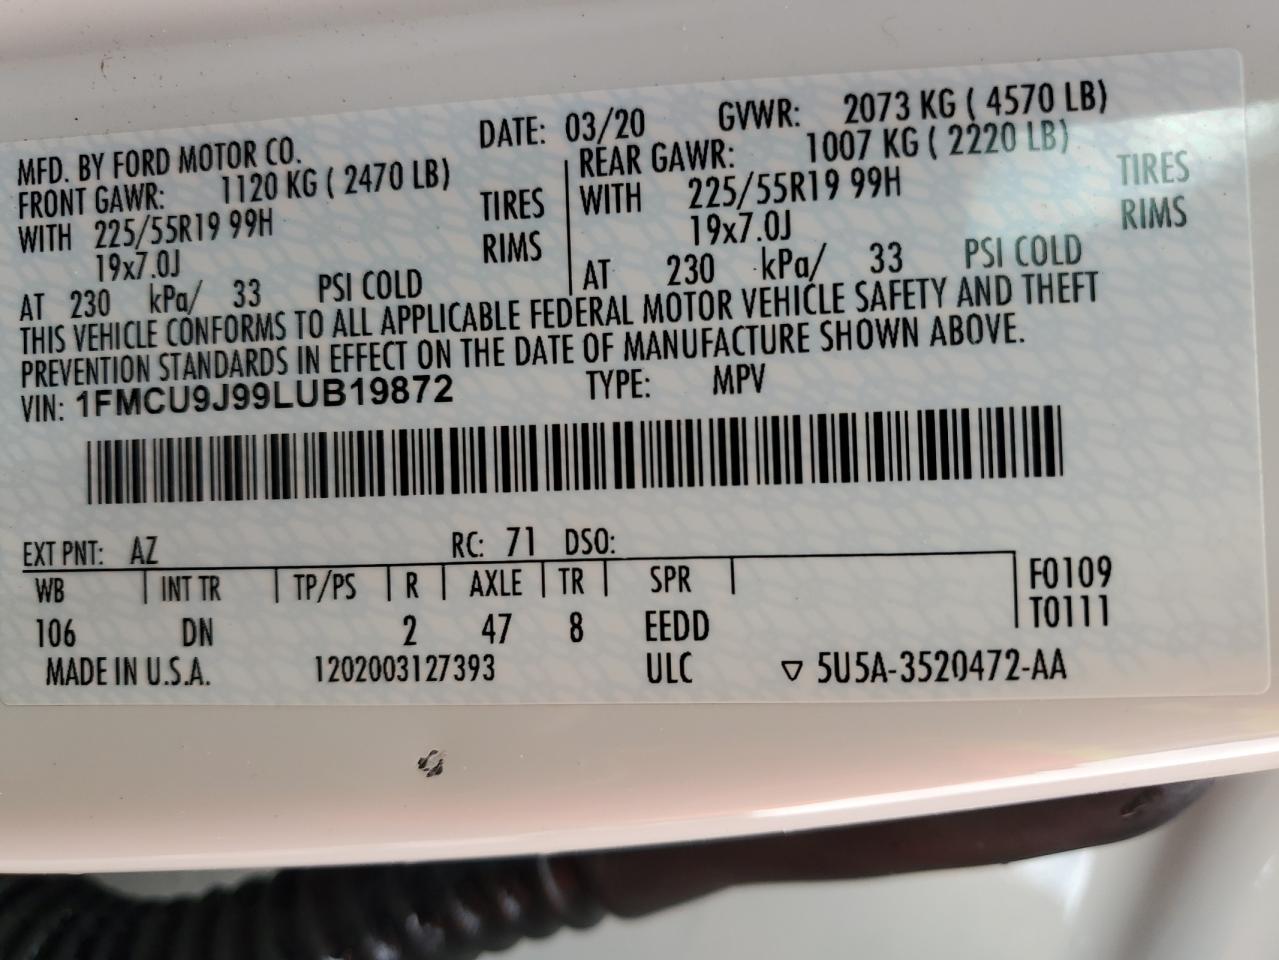 MFD. BY FORD MOTOR CO. DATE: 03/20 GVWR: 2073 KG ( 4570 LB)
FRONT GAWR: 1120 KG ( 2470 LB) REAR GAWR: 1007 KG ( 2220 LB)
WITH 225/55R19 99H TIRES WITH 225/55R19 99H TIRES
19x7.0J RIMS 19x7.0J RIMS
AT 230 kPa/ 33 PSI COLD AT 230 kPa/ 33 PSI COLD
THIS VEHICLE CONFORMS TO ALL APPLICABLE FEDERAL MOTOR VEHICLE SAFETY AND THEFT
PREVENTION STANDARDS IN EFFECT ON THE DATE OF MANUFACTURE SHOWN ABOVE.
VIN: 1FMCU9J99LUB19872 TYPE: MPV
EXT PNT: AZ RC: 71 DSO:
WB INT TR TP/PS R AXLE TR SPR F0109
106 DN 2 47 8 EEDD T0111
MADE IN U.S.A. 1202003127393 ULC ▽ 5U5A-3520472-AA